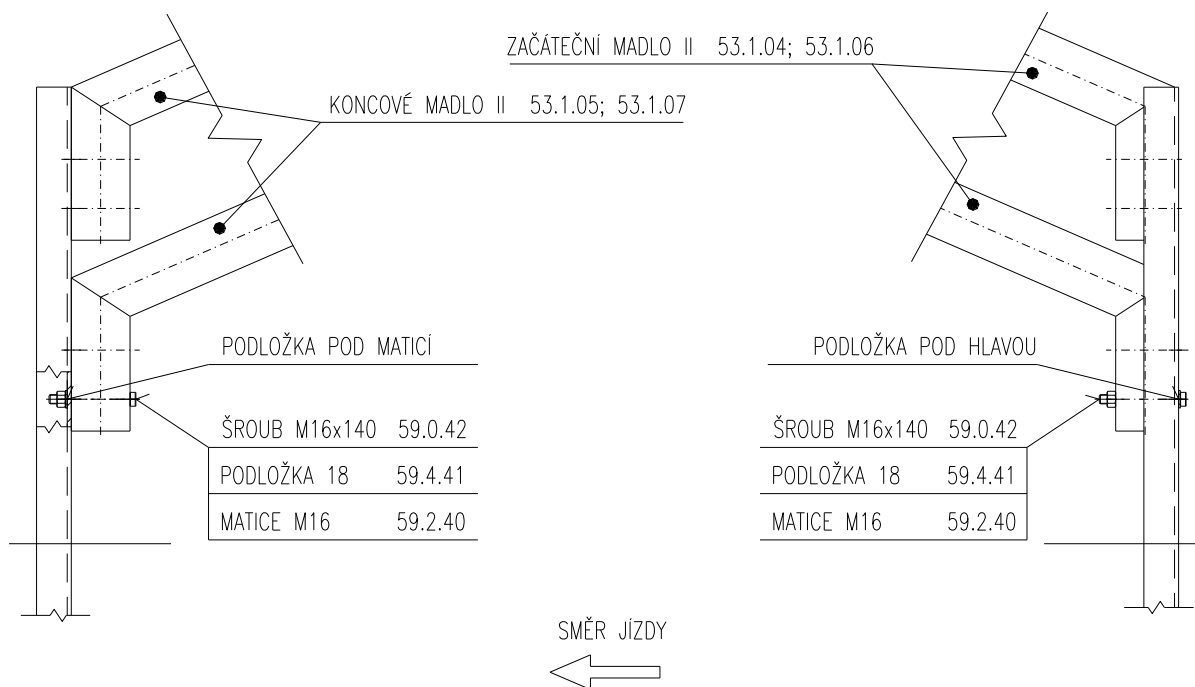 ZAČÁTEČNÍ MADLO II 53.1.04; 53.1.06
KONCOVÉ MADLO II 53.1.05; 53.1.07
PODLOŽKA POD MATICÍ
PODLOŽKA POD HLAVOU
ŠROUB M16x140 59.0.42
PODLOŽKA 18 59.4.41
MATICE M16 59.2.40
ŠROUB M16x140 59.0.42
PODLOŽKA 18 59.4.41
MATICE M16 59.2.40
SMĚR JÍZDY